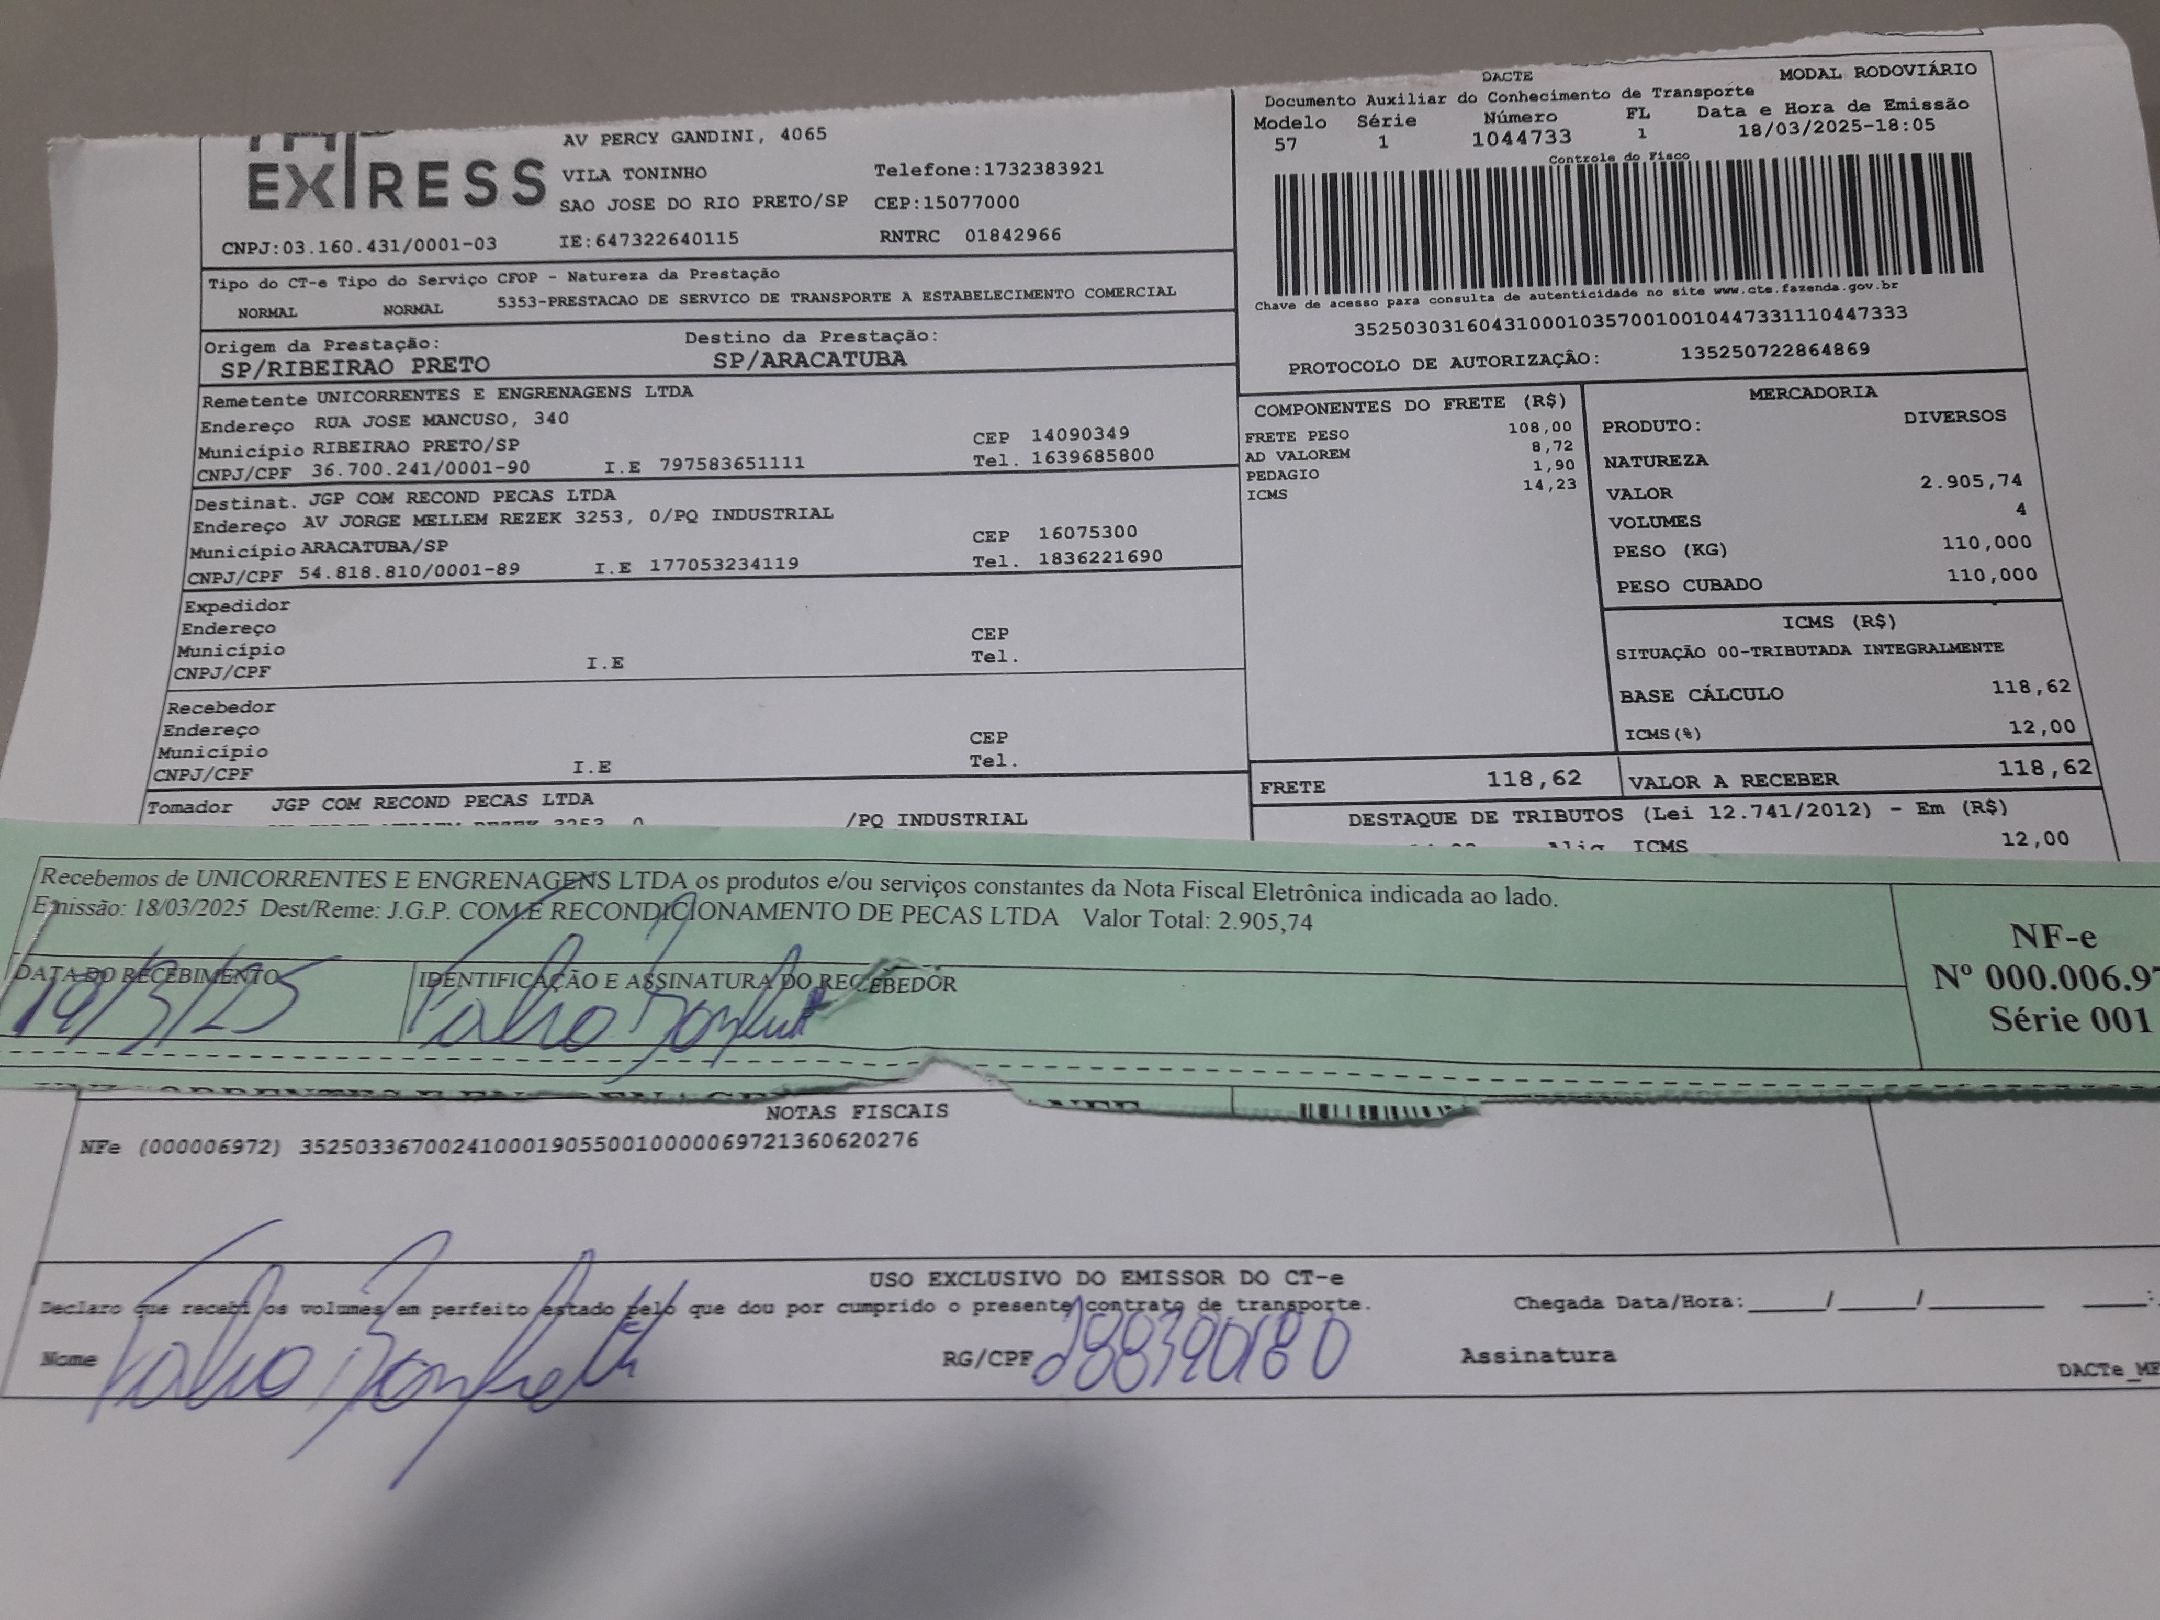 EXPRESS
AV PERCY GANDINI, 4065
VILA TONINHO Telefone:1732383921
SAO JOSE DO RIO PRETO/SP CEP:15077000
CNPJ:03.160.431/0001-03 IE:647322640115 RNTRC 01842966
Tipo do CT-e Tipo do Serviço CFOP - Natureza da Prestação
NORMAL NORMAL 5353-PRESTACAO DE SERVICO DE TRANSPORTE A ESTABELECIMENTO COMERCIAL
Origem da Prestação: Destino da Prestação:
SP/RIBEIRAO PRETO SP/ARACATUBA
Remetente UNICORRENTES E ENGRENAGENS LTDA
Endereço RUA JOSE MANCUSO, 340
Município RIBEIRAO PRETO/SP CEP 14090349
CNPJ/CPF 36.700.241/0001-90 I.E 797583651111 Tel. 1639685800
Destinat. JGP COM RECOND PECAS LTDA
Endereço AV JORGE MELLEM REZEK 3253, 0/PQ INDUSTRIAL
Município ARACATUBA/SP CEP 16075300
CNPJ/CPF 54.818.810/0001-89 I.E 177053234119 Tel. 1836221690
Expedidor
Endereço
Município CEP
CNPJ/CPF I.E Tel.
Recebedor
Endereço
Município CEP
CNPJ/CPF I.E Tel.
Tomador JGP COM RECOND PECAS LTDA
REZEK 3253, 0 /PQ INDUSTRIAL
DACTE MODAL RODOVIÁRIO
Documento Auxiliar do Conhecimento de Transporte
Modelo Série Número FL Data e Hora de Emissão
57 1 1044733 1 18/03/2025-18:05
Controle do Fisco
Chave de acesso para consulta de autenticidade no site www.cte.fazenda.gov.br
35250303160431000103570010010447331110447333
PROTOCOLO DE AUTORIZAÇÃO: 135250722864869
COMPONENTES DO FRETE (R$)
FRETE PESO 108,00
AD VALOREM 8,72
PEDAGIO 1,90
ICMS 14,23
MERCADORIA
PRODUTO: DIVERSOS
NATUREZA
VALOR 2.905,74
VOLUMES 4
PESO (KG) 110,000
PESO CUBADO 110,000
ICMS (R$)
SITUAÇÃO 00-TRIBUTADA INTEGRALMENTE
BASE CÁLCULO 118,62
ICMS(%) 12,00
FRETE 118,62 VALOR A RECEBER 118,62
DESTAQUE DE TRIBUTOS (Lei 12.741/2012) - Em (R$)
Aliq ICMS 12,00
Recebemos de UNICORRENTES E ENGRENAGENS LTDA os produtos e/ou serviços constantes da Nota Fiscal Eletrônica indicada ao lado.
Emissão: 18/03/2025 Dest/Reme: J.G.P. COM E RECONDICIONAMENTO DE PECAS LTDA Valor Total: 2.905,74
DATA DO RECEBIMENTO IDENTIFICAÇÃO E ASSINATURA DO RECEBEDOR
19/3/25
NF-e
Nº 000.006.97
Série 001
NOTAS FISCAIS
NFe (000006972) 35250336700241000190550010000069721360620276
USO EXCLUSIVO DO EMISSOR DO CT-e
Declaro que recebi os volumes em perfeito estado pelo que dou por cumprido o presente contrato de transporte. Chegada Data/Hora:____/____/______ ____:
Nome RG/CPF 288390180 Assinatura
DACTe_ME